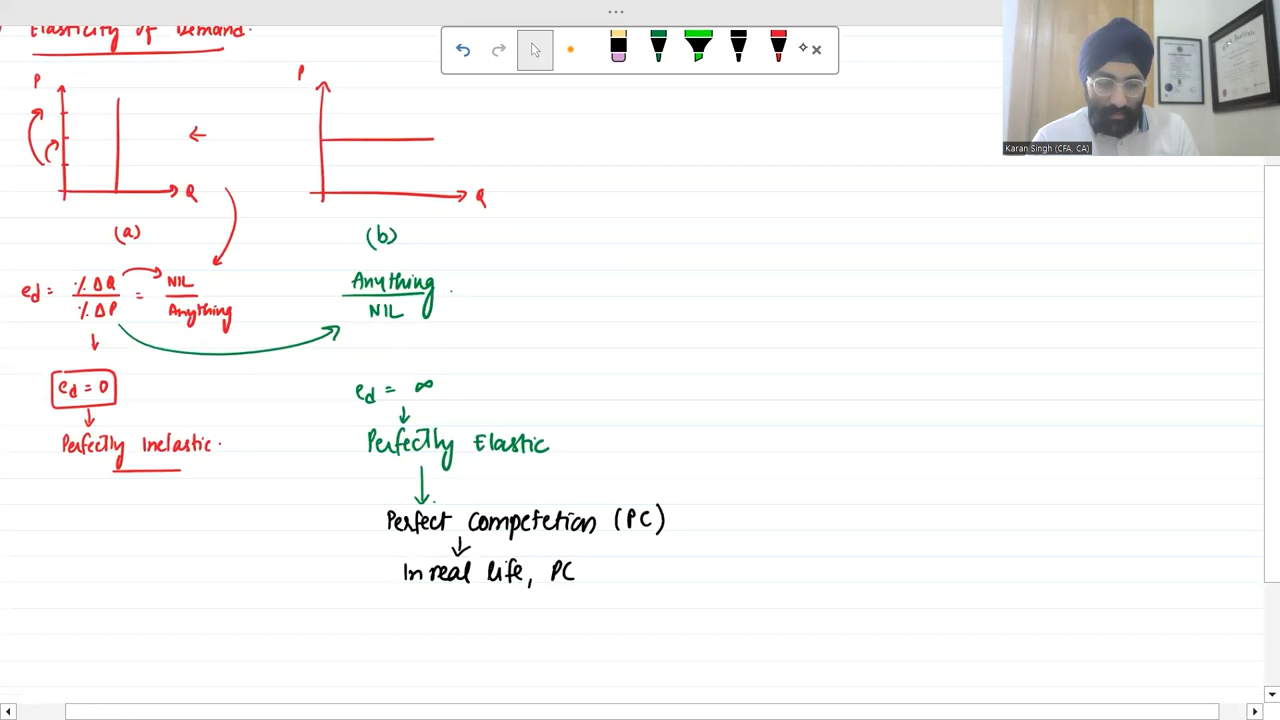 Elasticity of Demand.
P
Q
(a)
P
Q
(b)
ed = % ΔQ / % ΔP = NIL / Anything
Anything / NIL
ed = 0
Perfectly Inelastic.
ed = ∞
Perfectly Elastic
Perfect Competetion (PC)
In real life, PC
Karan Singh (CFA, CA)